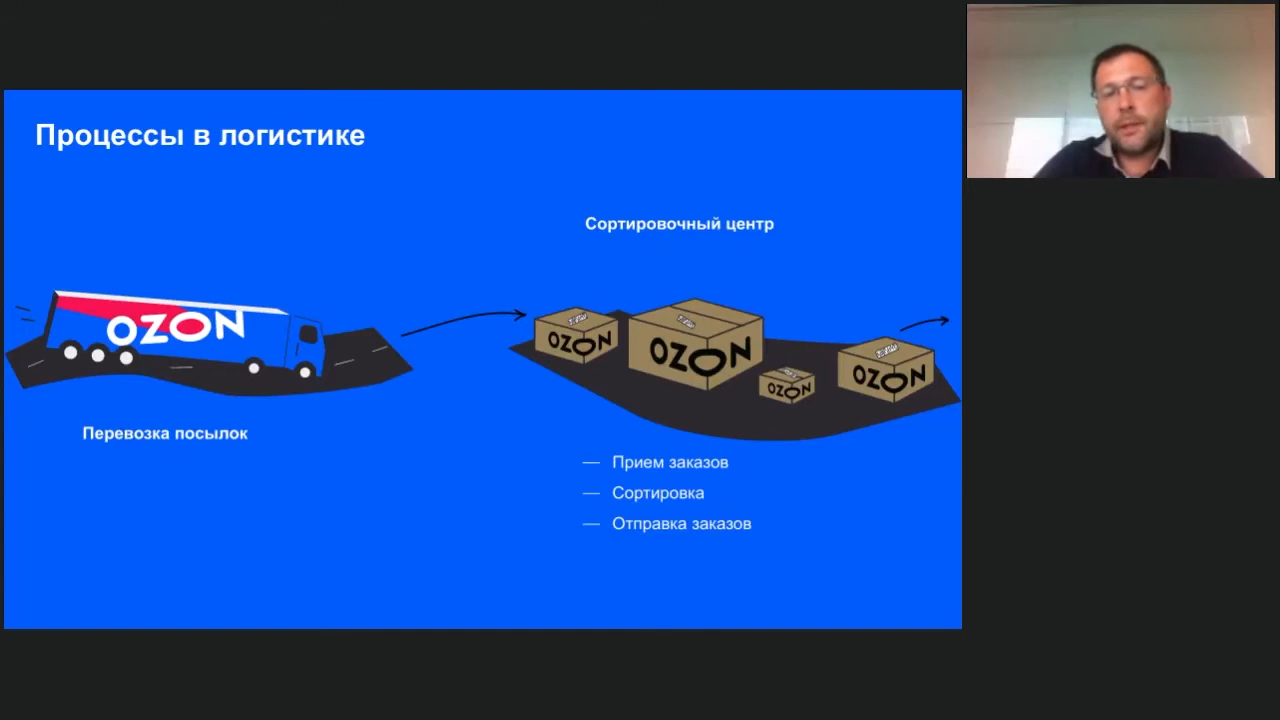 Процессы в логистике
Сортировочный центр
OZON
OZON
OZON
OZON
OZON
Перевозка посылок
— Прием заказов
— Сортировка
— Отправка заказов